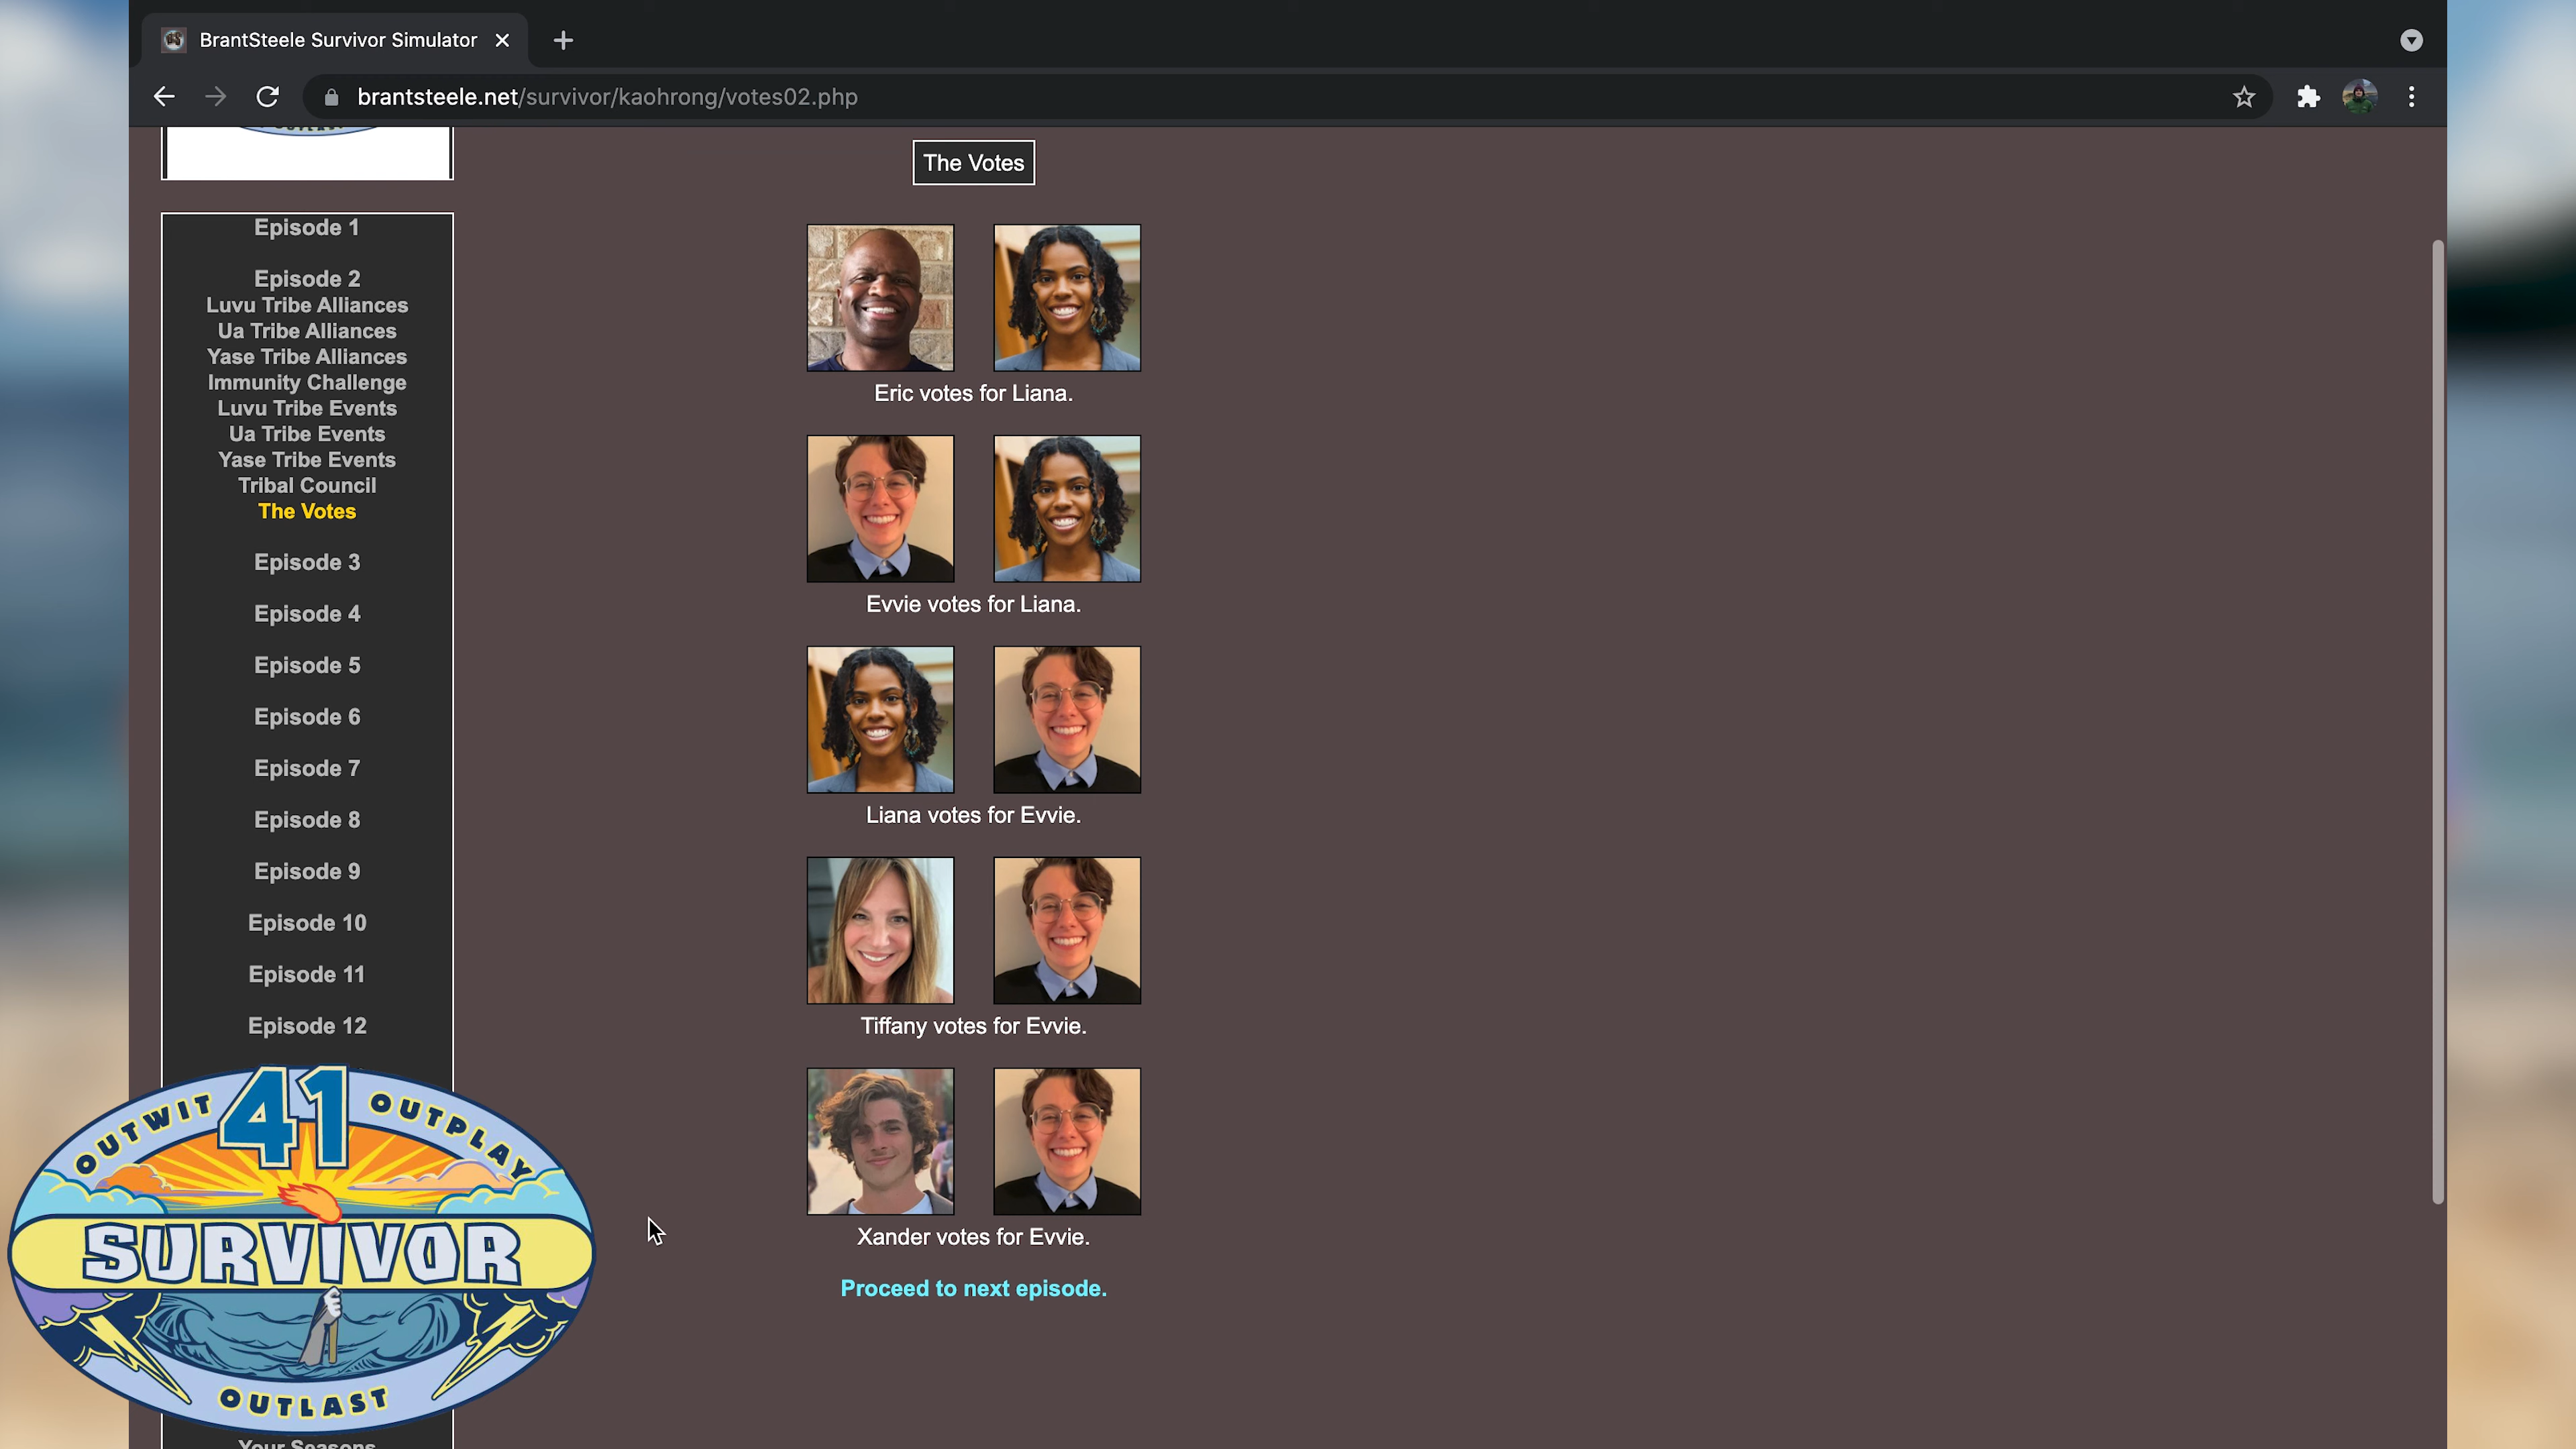 BrantSteele Survivor Simulator
brantsteele.net/survivor/kaohrong/votes02.php
OUTLAST
The Votes
Episode 1
Episode 2
Luvu Tribe Alliances
Ua Tribe Alliances
Yase Tribe Alliances
Immunity Challenge
Luvu Tribe Events
Ua Tribe Events
Yase Tribe Events
Tribal Council
The Votes
Episode 3
Episode 4
Episode 5
Episode 6
Episode 7
Episode 8
Episode 9
Episode 10
Episode 11
Episode 12
Eric votes for Liana.
Evvie votes for Liana.
Liana votes for Evvie.
Tiffany votes for Evvie.
Xander votes for Evvie.
Proceed to next episode.
OUTWIT 41 OUTPLAY
SURVIVOR
OUTLAST
Your Seasons